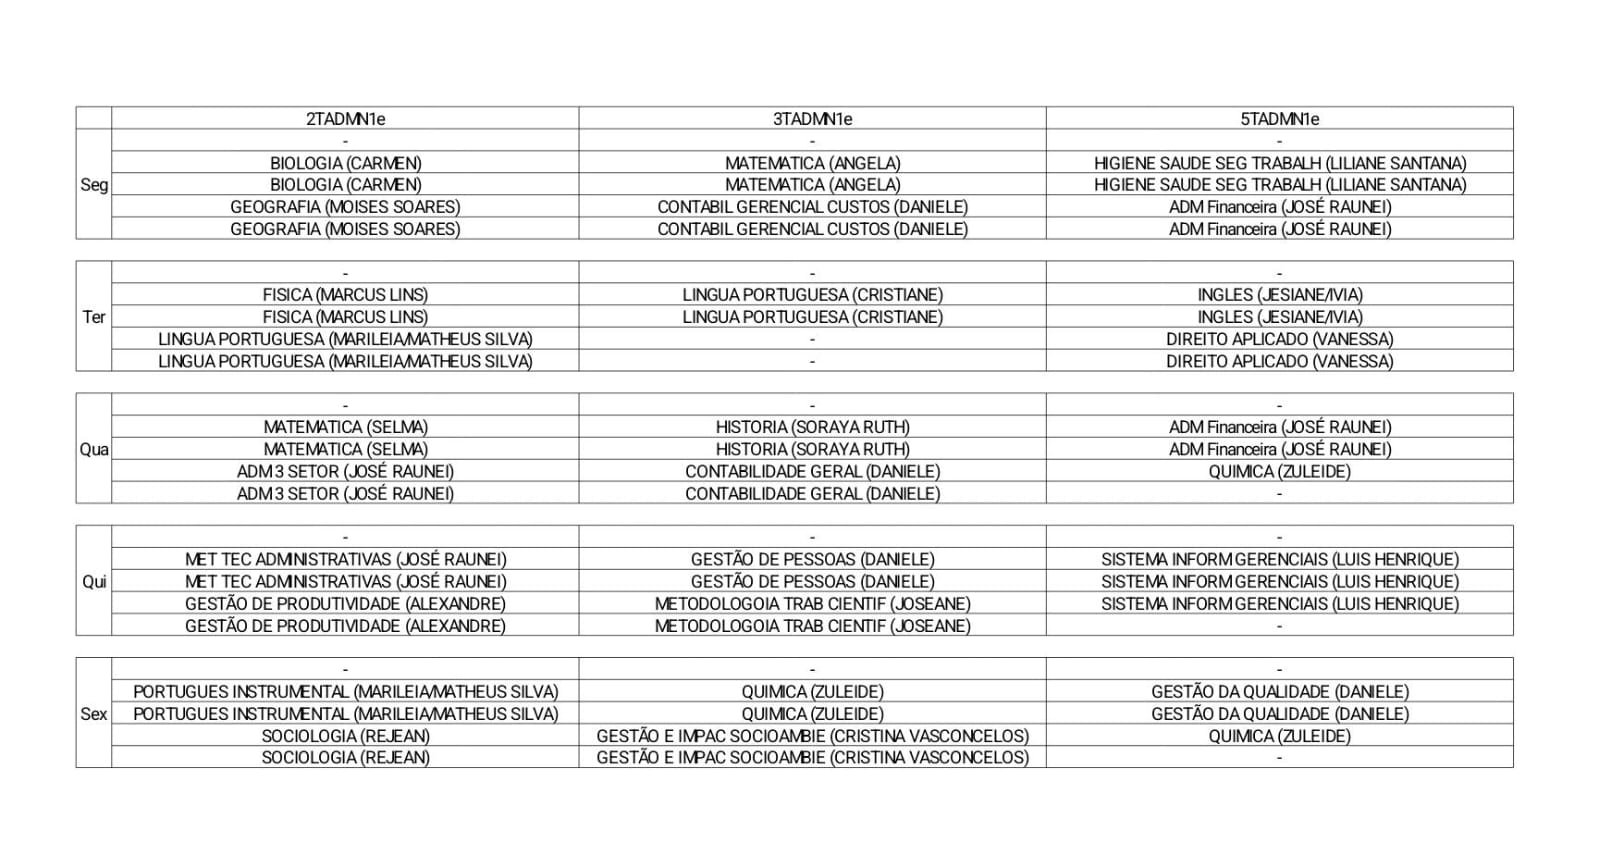 2TADMN1e 3TADMN1e 5TADMN1e
- - -
BIOLOGIA (CARMEN) MATEMATICA (ANGELA) HIGIENE SAUDE SEG TRABALH (LILIANE SANTANA)
Seg BIOLOGIA (CARMEN) MATEMATICA (ANGELA) HIGIENE SAUDE SEG TRABALH (LILIANE SANTANA)
GEOGRAFIA (MOISES SOARES) CONTABIL GERENCIAL CUSTOS (DANIELE) ADM Financeira (JOSÉ RAUNEI)
GEOGRAFIA (MOISES SOARES) CONTABIL GERENCIAL CUSTOS (DANIELE) ADM Financeira (JOSÉ RAUNEI)
- - -
FISICA (MARCUS LINS) LINGUA PORTUGUESA (CRISTIANE) INGLES (JESIANE/IVIA)
Ter FISICA (MARCUS LINS) LINGUA PORTUGUESA (CRISTIANE) INGLES (JESIANE/IVIA)
LINGUA PORTUGUESA (MARILEIA/MATHEUS SILVA) - DIREITO APLICADO (VANESSA)
LINGUA PORTUGUESA (MARILEIA/MATHEUS SILVA) - DIREITO APLICADO (VANESSA)
- - -
MATEMATICA (SELMA) HISTORIA (SORAYA RUTH) ADM Financeira (JOSÉ RAUNEI)
Qua MATEMATICA (SELMA) HISTORIA (SORAYA RUTH) ADM Financeira (JOSÉ RAUNEI)
ADM 3 SETOR (JOSÉ RAUNEI) CONTABILIDADE GERAL (DANIELE) QUIMICA (ZULEIDE)
ADM 3 SETOR (JOSÉ RAUNEI) CONTABILIDADE GERAL (DANIELE) -
- - -
MET TEC ADMINISTRATIVAS (JOSÉ RAUNEI) GESTÃO DE PESSOAS (DANIELE) SISTEMA INFORM GERENCIAIS (LUIS HENRIQUE)
Qui MET TEC ADMINISTRATIVAS (JOSÉ RAUNEI) GESTÃO DE PESSOAS (DANIELE) SISTEMA INFORM GERENCIAIS (LUIS HENRIQUE)
GESTÃO DE PRODUTIVIDADE (ALEXANDRE) METODOLOGOIA TRAB CIENTIF (JOSEANE) SISTEMA INFORM GERENCIAIS (LUIS HENRIQUE)
GESTÃO DE PRODUTIVIDADE (ALEXANDRE) METODOLOGOIA TRAB CIENTIF (JOSEANE) -
- - -
PORTUGUES INSTRUMENTAL (MARILEIA/MATHEUS SILVA) QUIMICA (ZULEIDE) GESTÃO DA QUALIDADE (DANIELE)
Sex PORTUGUES INSTRUMENTAL (MARILEIA/MATHEUS SILVA) QUIMICA (ZULEIDE) GESTÃO DA QUALIDADE (DANIELE)
SOCIOLOGIA (REJEAN) GESTÃO E IMPAC SOCIOAMBIE (CRISTINA VASCONCELOS) QUIMICA (ZULEIDE)
SOCIOLOGIA (REJEAN) GESTÃO E IMPAC SOCIOAMBIE (CRISTINA VASCONCELOS) -